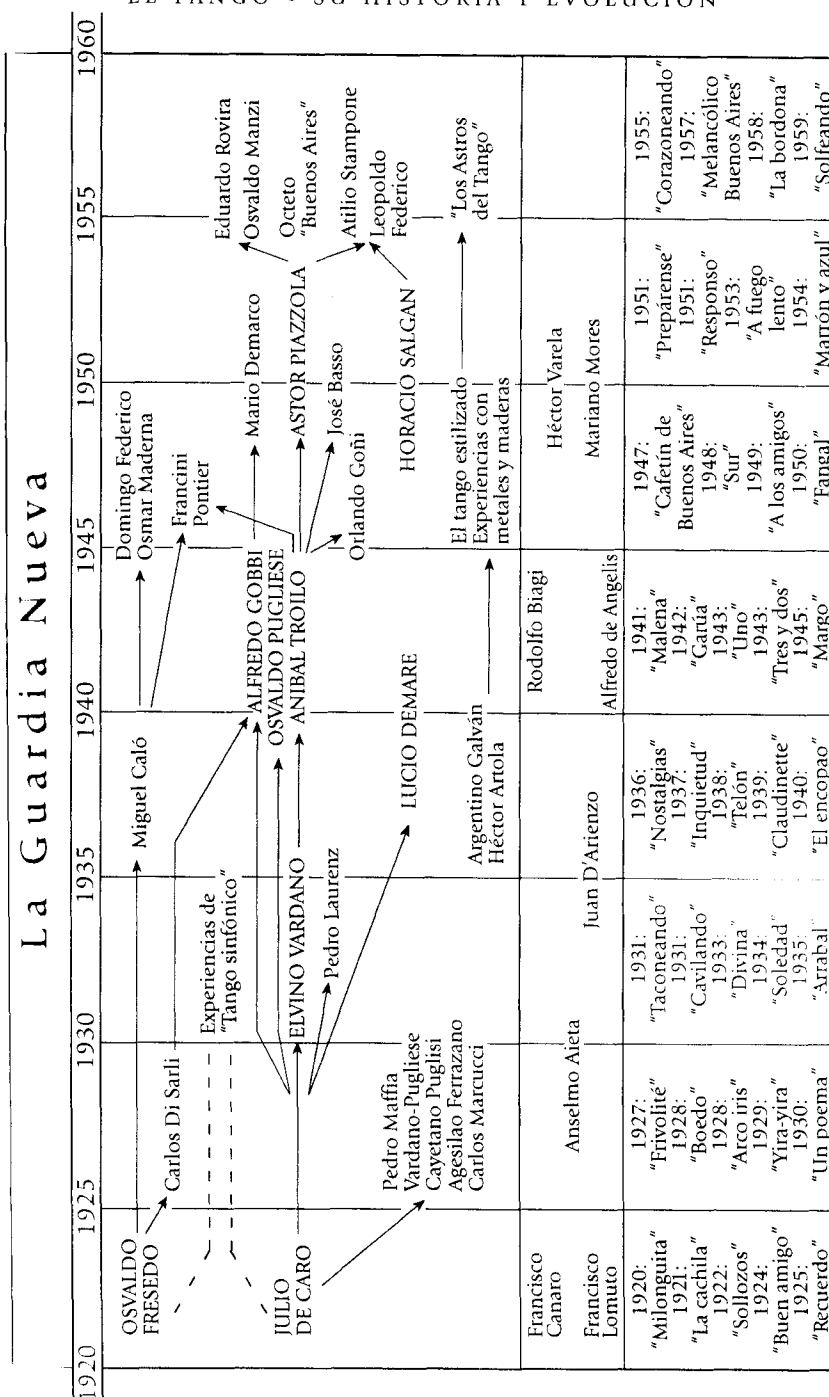 EL TANGO • SU HISTORIA Y EVOLUCIÓN
La Guardia Nueva
1920 1925 1930 1935 1940 1945 1950 1955 1960
OSVALDO
FRESEDO
Carlos Di Sarli
Miguel Caló
Domingo Federico
Osmar Maderna
Francini
Pontier
Experiencias de
"Tango sinfónico"
JULIO
DE CARO
ELVINO VARDANO
Pedro Laurenz
ALFREDO GOBBI
OSVALDO PUGLIESE
ANIBAL TROILO
Mario Demarco
ASTOR PIAZZOLA
José Basso
Orlando Goñi
Eduardo Rovira
Osvaldo Manzi
Octeto
"Buenos Aires"
Atilio Stampone
Leopoldo
Federico
HORACIO SALGAN
LUCIO DEMARE
Pedro Maffia
Vardano-Pugliese
Cayetano Puglisi
Agesilao Ferrazano
Carlos Marcucci
Argentino Galván
Héctor Artola
El tango estilizado
Experiencias con
metales y maderas
"Los Astros
del Tango"
Francisco
Canaro
Francisco
Lomuto
Anselmo Aieta
Juan D'Arienzo
Rodolfo Biagi
Alfredo de Angelis
Héctor Varela
Mariano Mores
1920:
"Milonguita"
1921:
"La cachila"
1922:
"Sollozos"
1924:
"Buen amigo"
1925:
"Recuerdo"
1927:
"Frivolité"
1928:
"Boedo"
1928:
"Arco iris"
1929:
"Yira-yira"
1930:
"Un poema"
1931:
"Taconeando"
1931:
"Cavilando"
1933:
"Divina"
1934:
"Soledad"
1935:
"Arrabal"
1936:
"Nostalgias"
1937:
"Inquietud"
1938:
"Telón"
1939:
"Claudinette"
1940:
"El encopao"
1941:
"Malena"
1942:
"Garúa"
1943:
"Uno"
1943:
"Tres y dos"
1945:
"Margo"
1947:
"Cafetín de
Buenos Aires"
1948:
"Sur"
1949:
"A los amigos"
1950:
"Fangal"
1951:
"Prepárense"
1951:
"Responso"
1953:
"A fuego
lento"
1954:
"Marrón y azul"
1955:
"Corazoneando"
1957:
"Melancólico
Buenos Aires"
1958:
"La bordona"
1959:
"Solfeando"